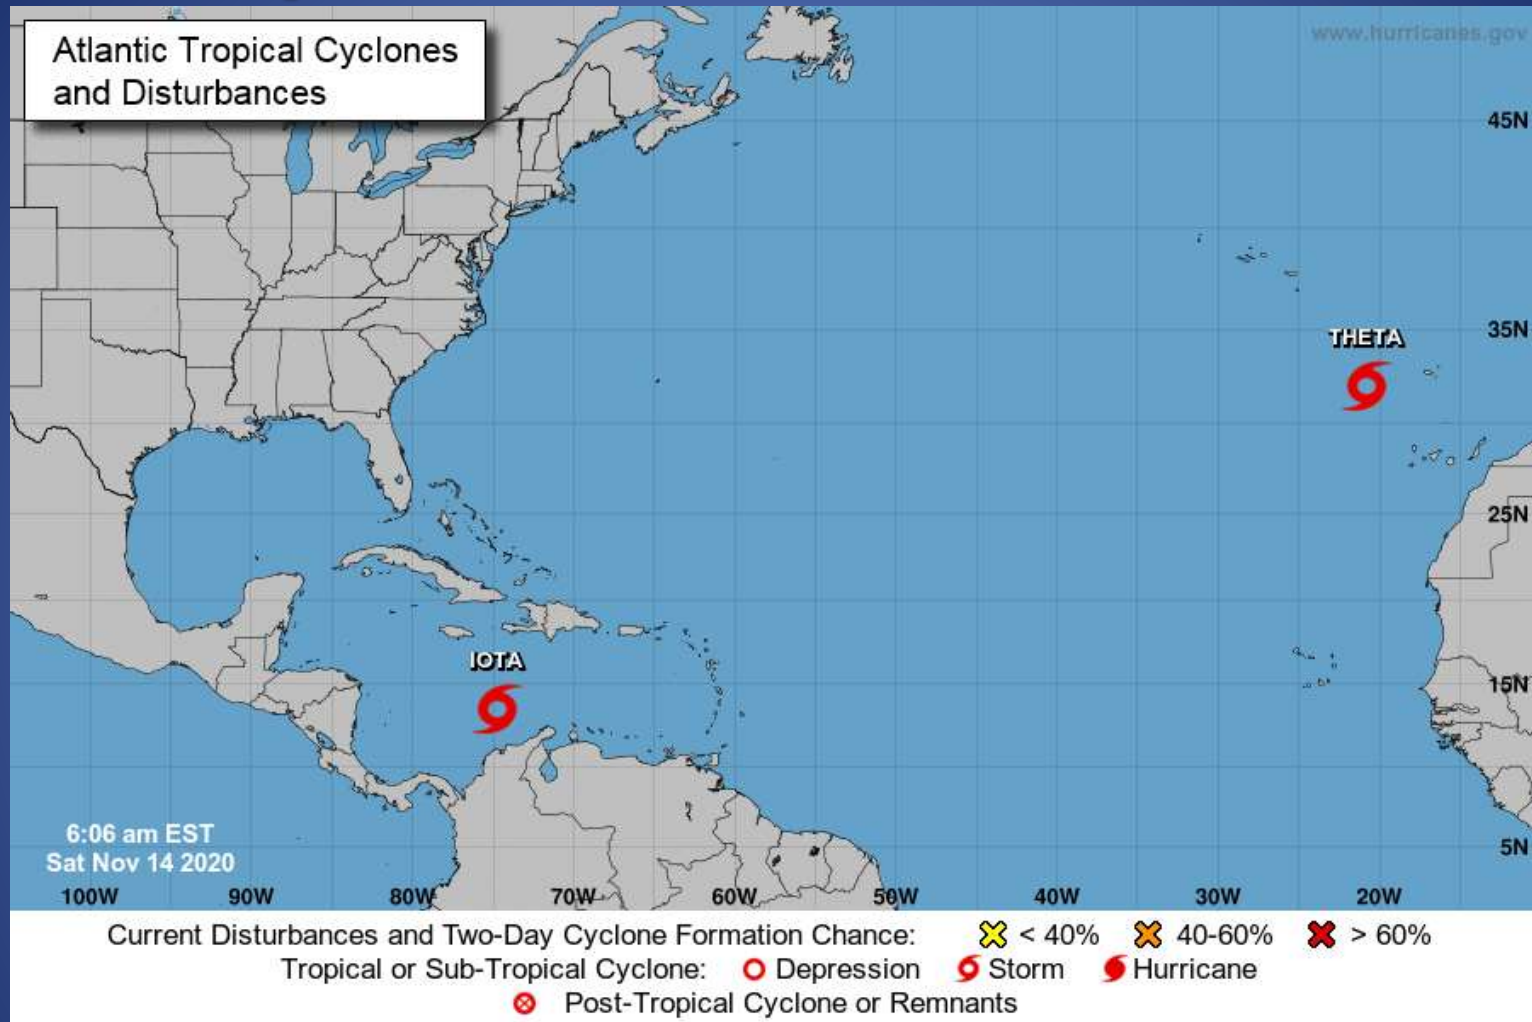 Atlantic Tropical Cyclones
and Disturbances
www.hurricanes.gov
45N
THETA
35N
25N
IOTA
15N
6:06 am EST
Sat Nov 14 2020
5N
100W 90W 80W 70W 60W 50W 40W 30W 20W
Current Disturbances and Two-Day Cyclone Formation Chance: < 40% 40-60% > 60%
Tropical or Sub-Tropical Cyclone: Depression Storm Hurricane
Post-Tropical Cyclone or Remnants